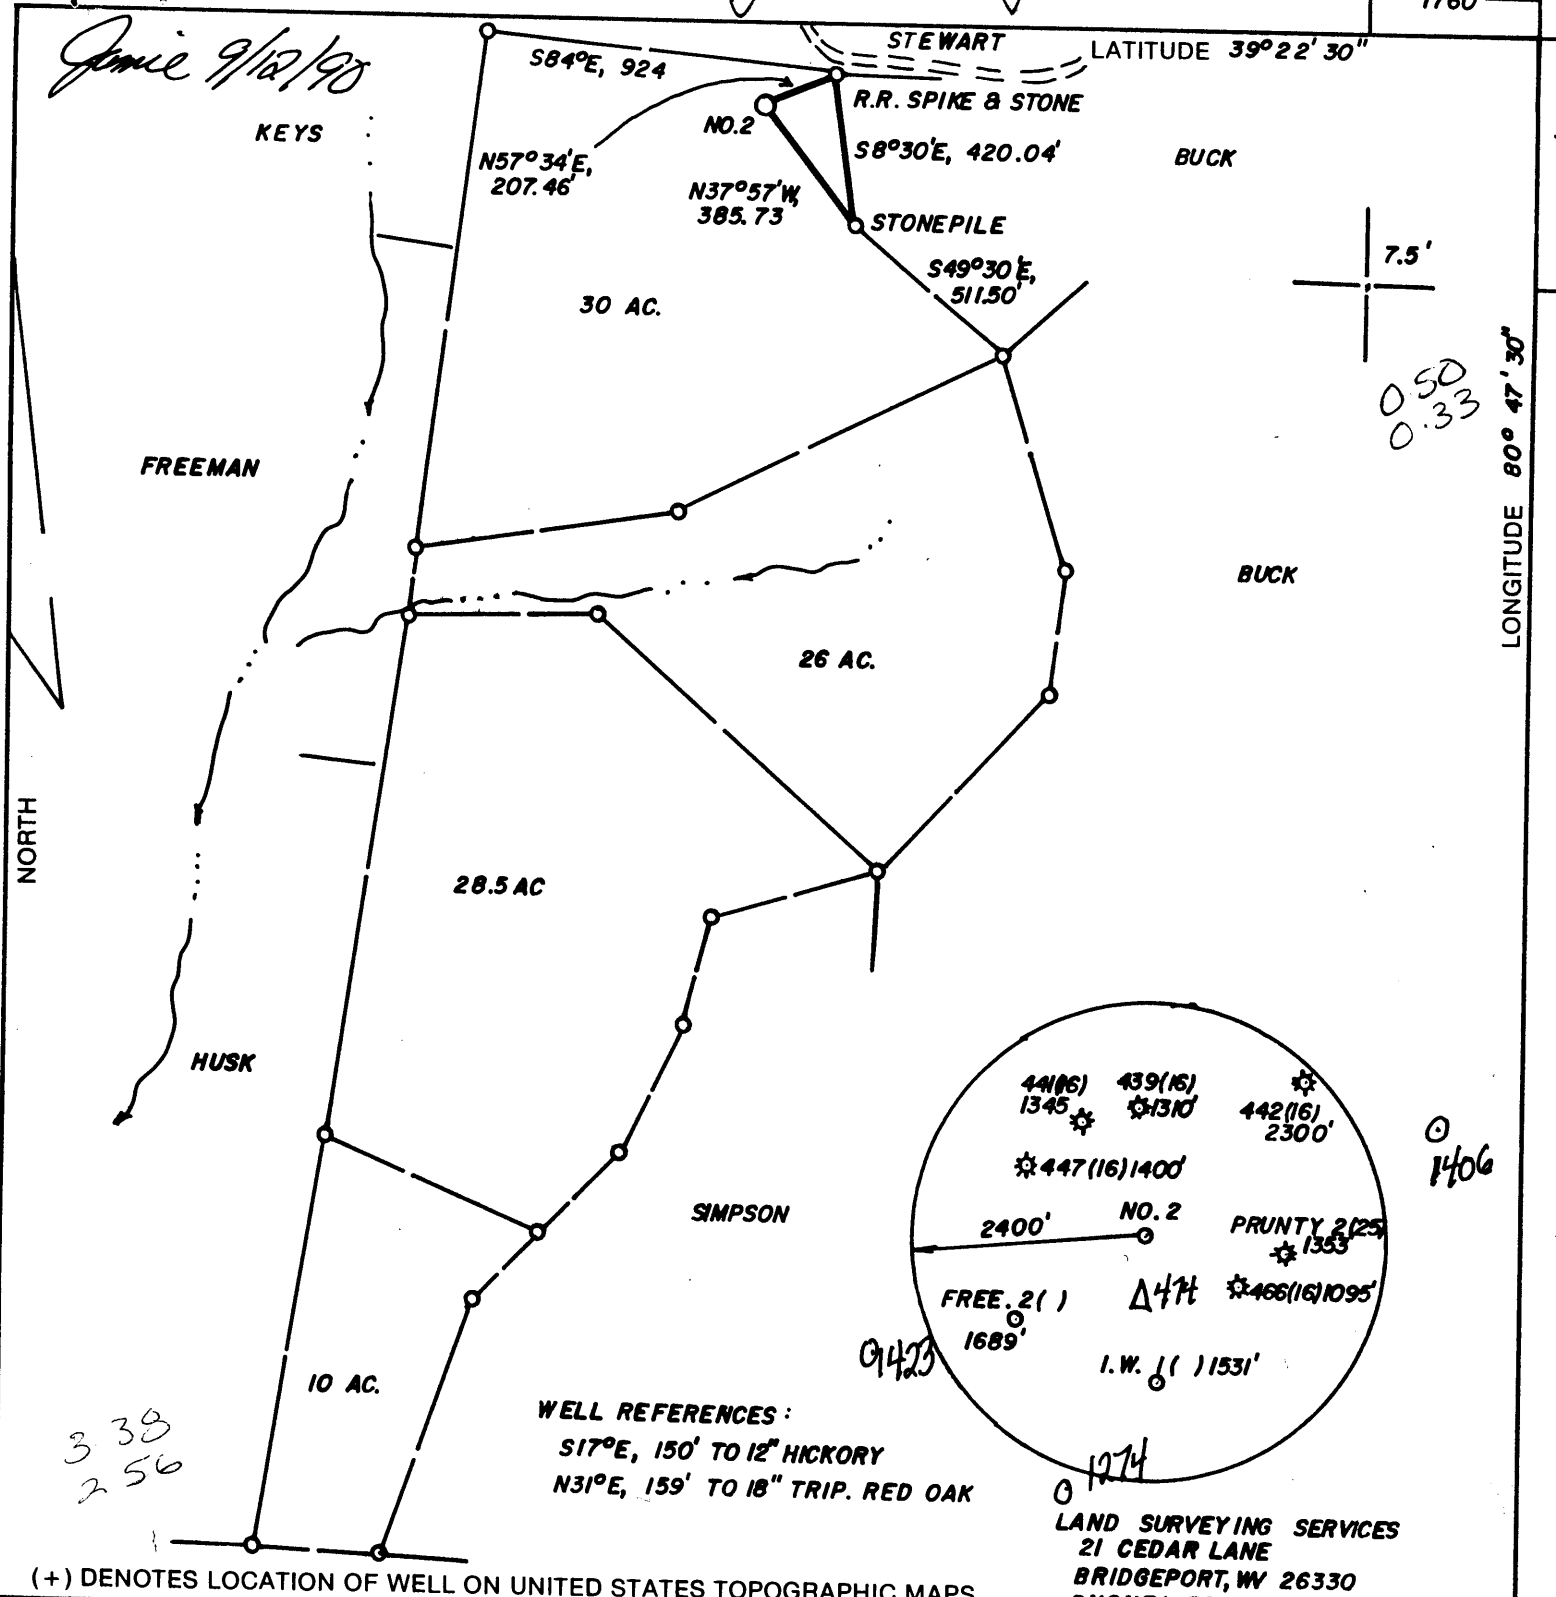 1760
Jamie 9/12/90
STEWART
LATITUDE 39°22'30"
S84°E, 924
R.R. SPIKE & STONE
KEYS
NO.2
S8°30'E, 420.04'
BUCK
N57°34'E,
207.46'
N37°57'W,
385.73
STONEPILE
7.5'
S49°30'E,
511.50'
30 AC.
LONGITUDE 80° 47' 30"
0.50
0.33
FREEMAN
BUCK
26 AC.
NORTH
28.5 AC
HUSK
441(16)
1345
439(16)
1310'
442(16)
2300'
1406
447(16)1400'
SIMPSON
NO. 2
2400'
PRUNTY 2(25)
1353'
FREE. 2( )
1689'
Δ474
466(16)1095'
1423
I.W. 1( )1531'
10 AC.
3 38
2 56
WELL REFERENCES:
S17°E, 150' TO 12" HICKORY
N31°E, 159' TO 18" TRIP. RED OAK
1274
LAND SURVEYING SERVICES
21 CEDAR LANE
BRIDGEPORT, WV 26330
(+) DENOTES LOCATION OF WELL ON UNITED STATES TOPOGRAPHIC MAPS